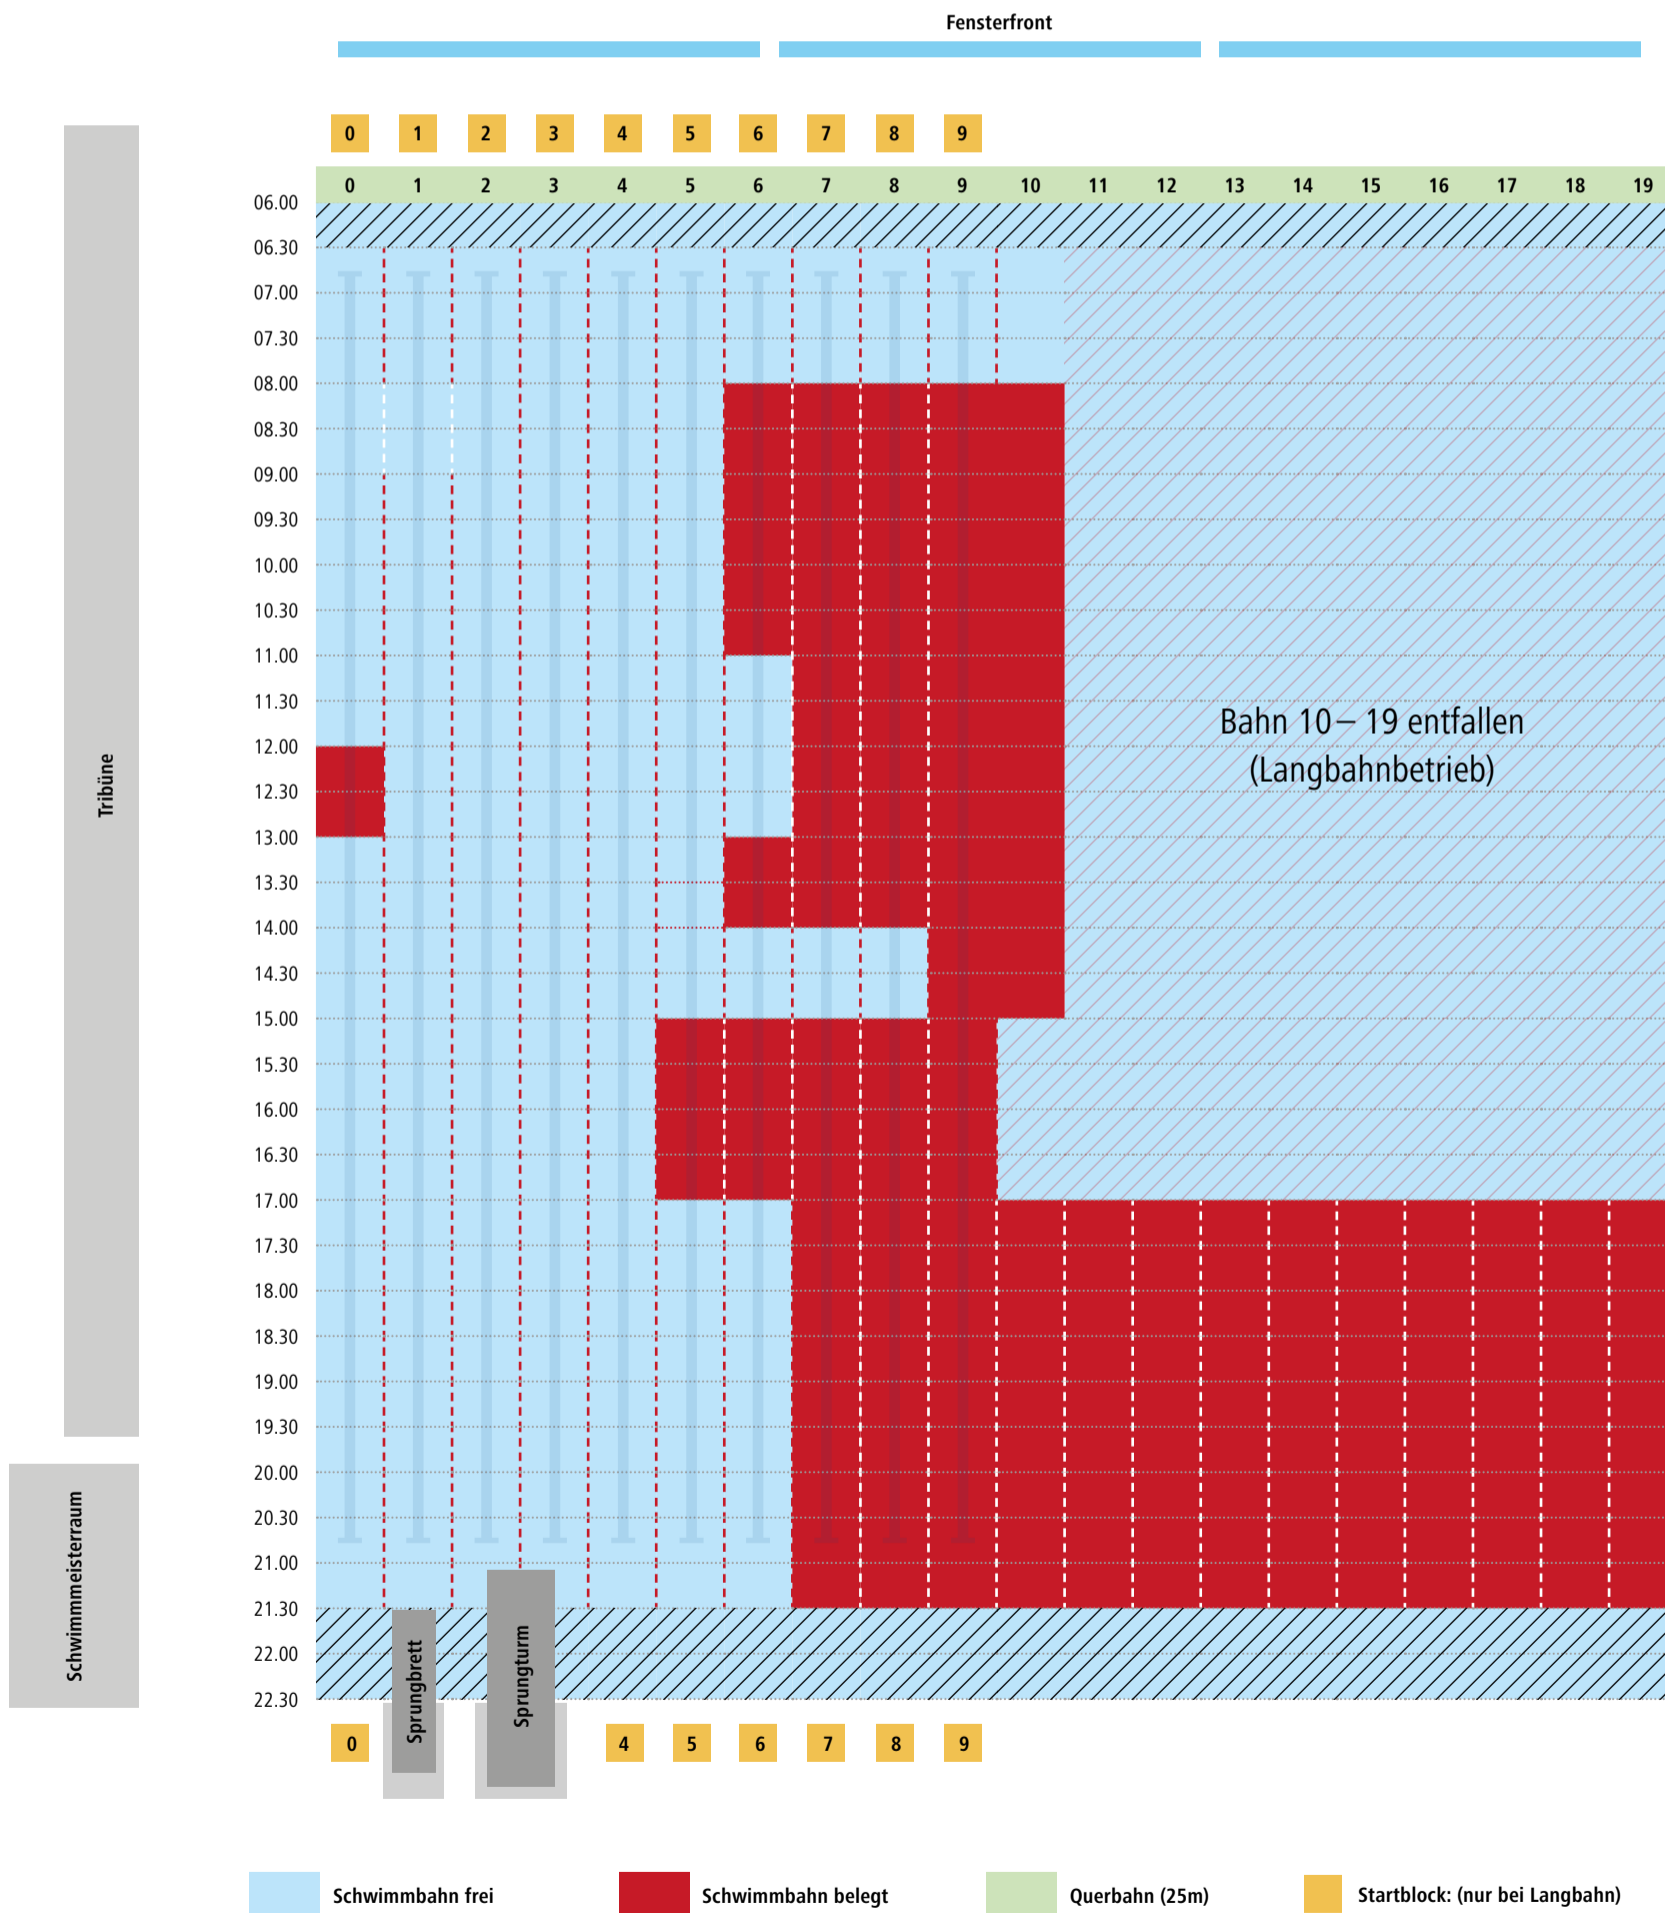 Fensterfront
0 1 2 3 4 5 6 7 8 9
0 1 2 3 4 5 6 7 8 9 10 11 12 13 14 15 16 17 18 19
06.00
06.30
07.00
07.30
08.00
08.30
09.00
09.30
10.00
10.30
11.00
11.30
12.00
12.30
13.00
13.30
14.00
14.30
15.00
15.30
16.00
16.30
17.00
17.30
18.00
18.30
19.00
19.30
20.00
20.30
21.00
21.30
22.00
22.30
Bahn 10 – 19 entfallen
(Langbahnbetrieb)
Tribüne
Schwimmmeisterraum
Sprungbrett
Sprungturm
0 4 5 6 7 8 9
Schwimmbahn frei
Schwimmbahn belegt
Querbahn (25m)
Startblock: (nur bei Langbahn)